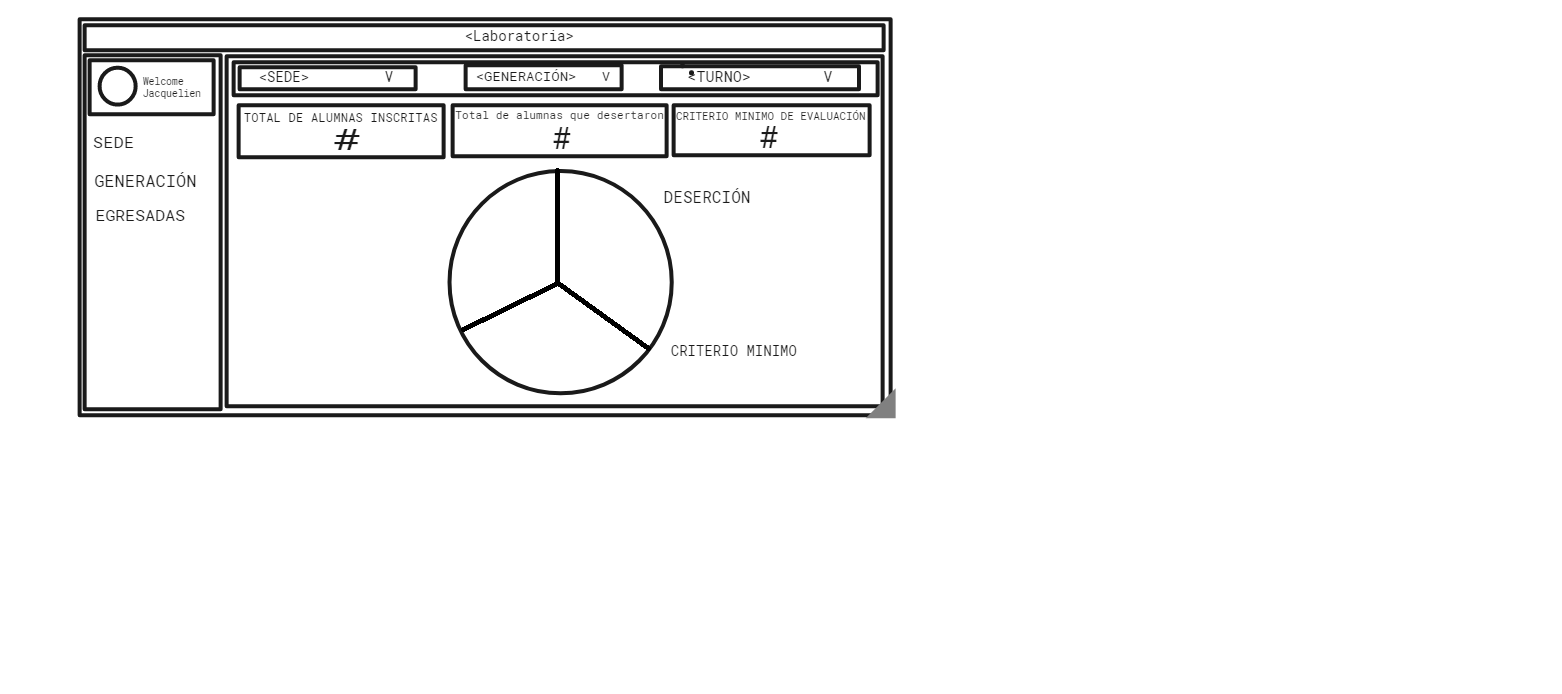 <Laboratoria>
Welcome
Jacquelien
SEDE
GENERACIÓN
EGRESADAS
<SEDE> V
<GENERACIÓN> V
<TURNO> V
TOTAL DE ALUMNAS INSCRITAS
#
Total de alumnas que desertaron
#
CRITERIO MINIMO DE EVALUACIÓN
#
DESERCIÓN
CRITERIO MINIMO